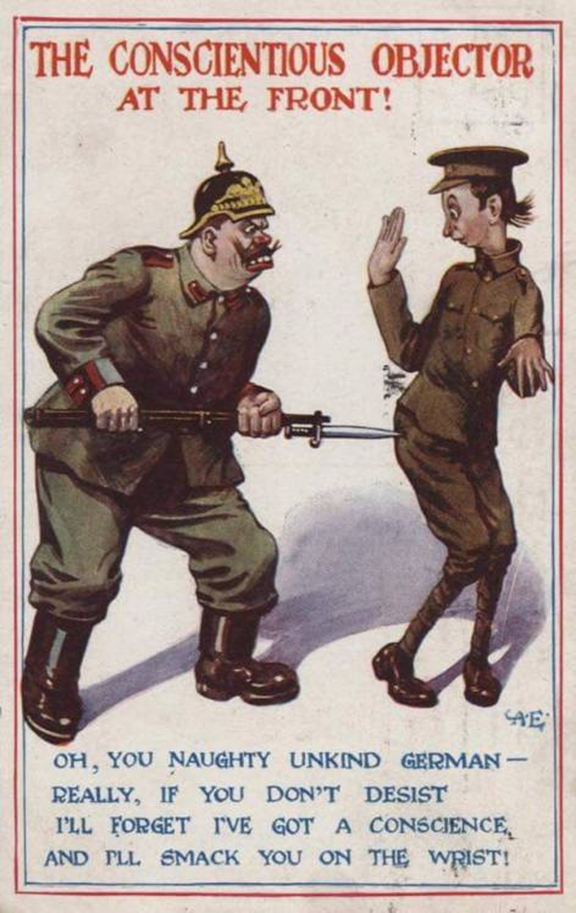 THE CONSCIENTIOUS OBJECTOR
AT THE FRONT!
A.E.
OH, YOU NAUGHTY UNKIND GERMAN —
REALLY, IF YOU DON'T DESIST
I'LL FORGET I'VE GOT A CONSCIENCE,
AND I'LL SMACK YOU ON THE WRIST!